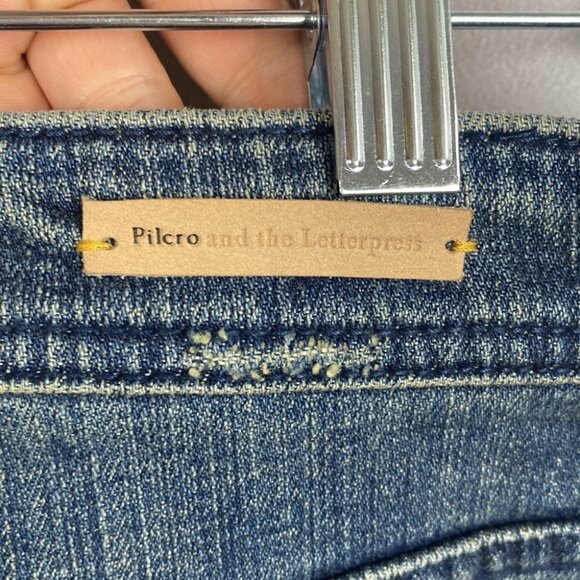 Pilcro and the Letterpress